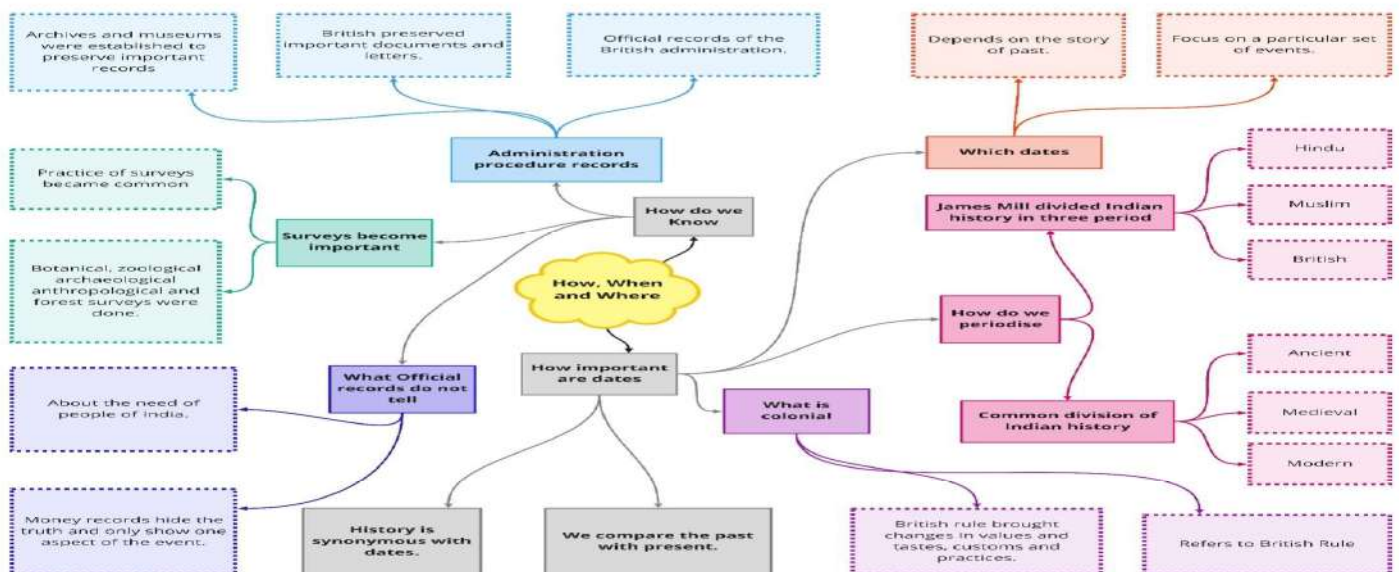 Archives and museums
were established to
preserve important
records
British preserved
important documents and
letters.
Official records of the
British administration.
Depends on the story
of past.
Focus on a particular set
of events.
Administration
procedure records
Which dates
Hindu
Practice of surveys
became common
How do we
Know
James Mill divided Indian
history in three period
Muslim
Surveys become
important
British
Botanical, zoological
archaeological
anthropological and
forest surveys were
done.
How, When
and Where
How do we
periodise
Ancient
What Official
records do not
tell
How important
are dates
About the need of
people of India.
What is
colonial
Common division of
Indian history
Medieval
Modern
Money records hide the
truth and only show one
aspect of the event.
History is
synonymous with
dates.
We compare the past
with present.
British rule brought
changes in values and
tastes, customs and
practices.
Refers to British Rule